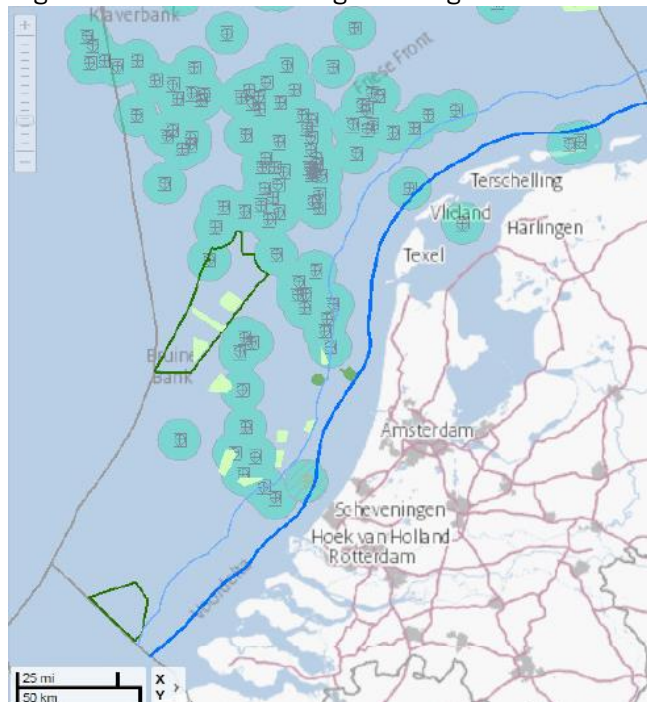 Klaverbank
Friese Front
Terschelling
Vlieland
Harlingen
Texel
Bruine
Bank
Amsterdam
Scheveningen
Hoek van Holland
Rotterdam
Voordelta
25 mi
50 km
X
Y